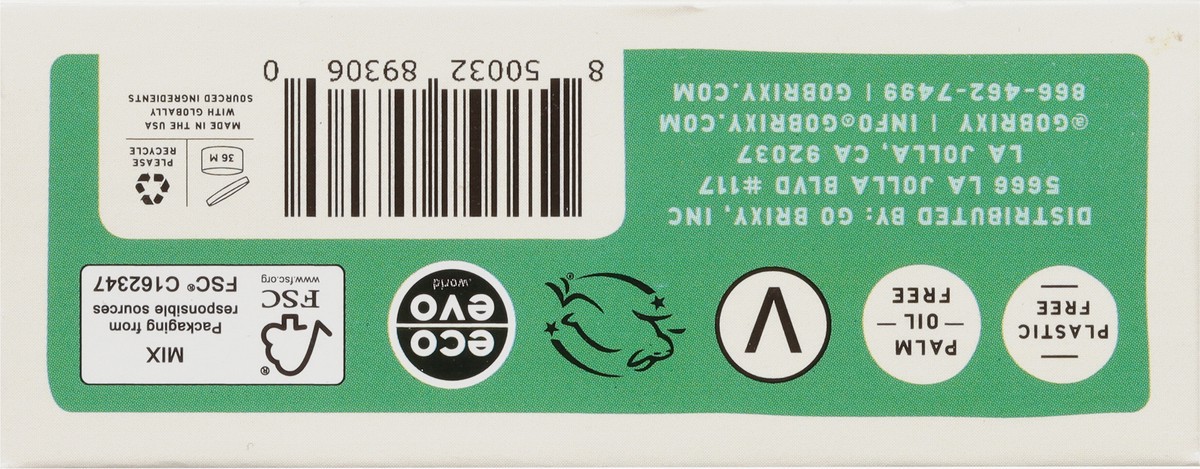 PLASTIC
FREE
PALM
OIL
FREE
V
eco
evo
.world
®
®
FSC
www.fsc.org
MIX
Packaging from
responsible sources
FSC® C162347
DISTRIBUTED BY: GO BRIXY, INC
5666 LA JOLLA BLVD #117
LA JOLLA, CA 92037
@GOBRIXY | INFO@GOBRIXY.COM
866-462-7499 | GOBRIXY.COM
8 50032 89306 0
36 M
PLEASE
RECYCLE
MADE IN THE USA
WITH GLOBALLY
SOURCED INGREDIENTS